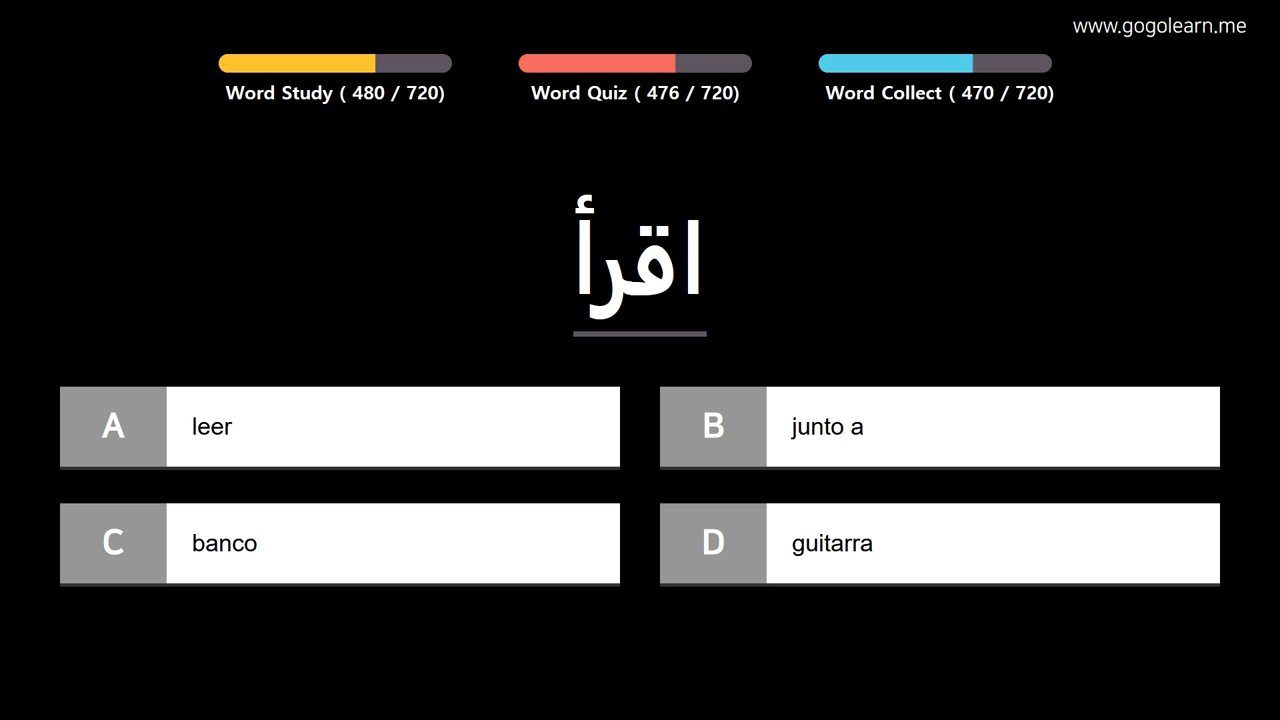 www.gogolearn.me
Word Study ( 480 / 720)
Word Quiz ( 476 / 720)
Word Collect ( 470 / 720)
اقرأ
A leer
B junto a
C banco
D guitarra